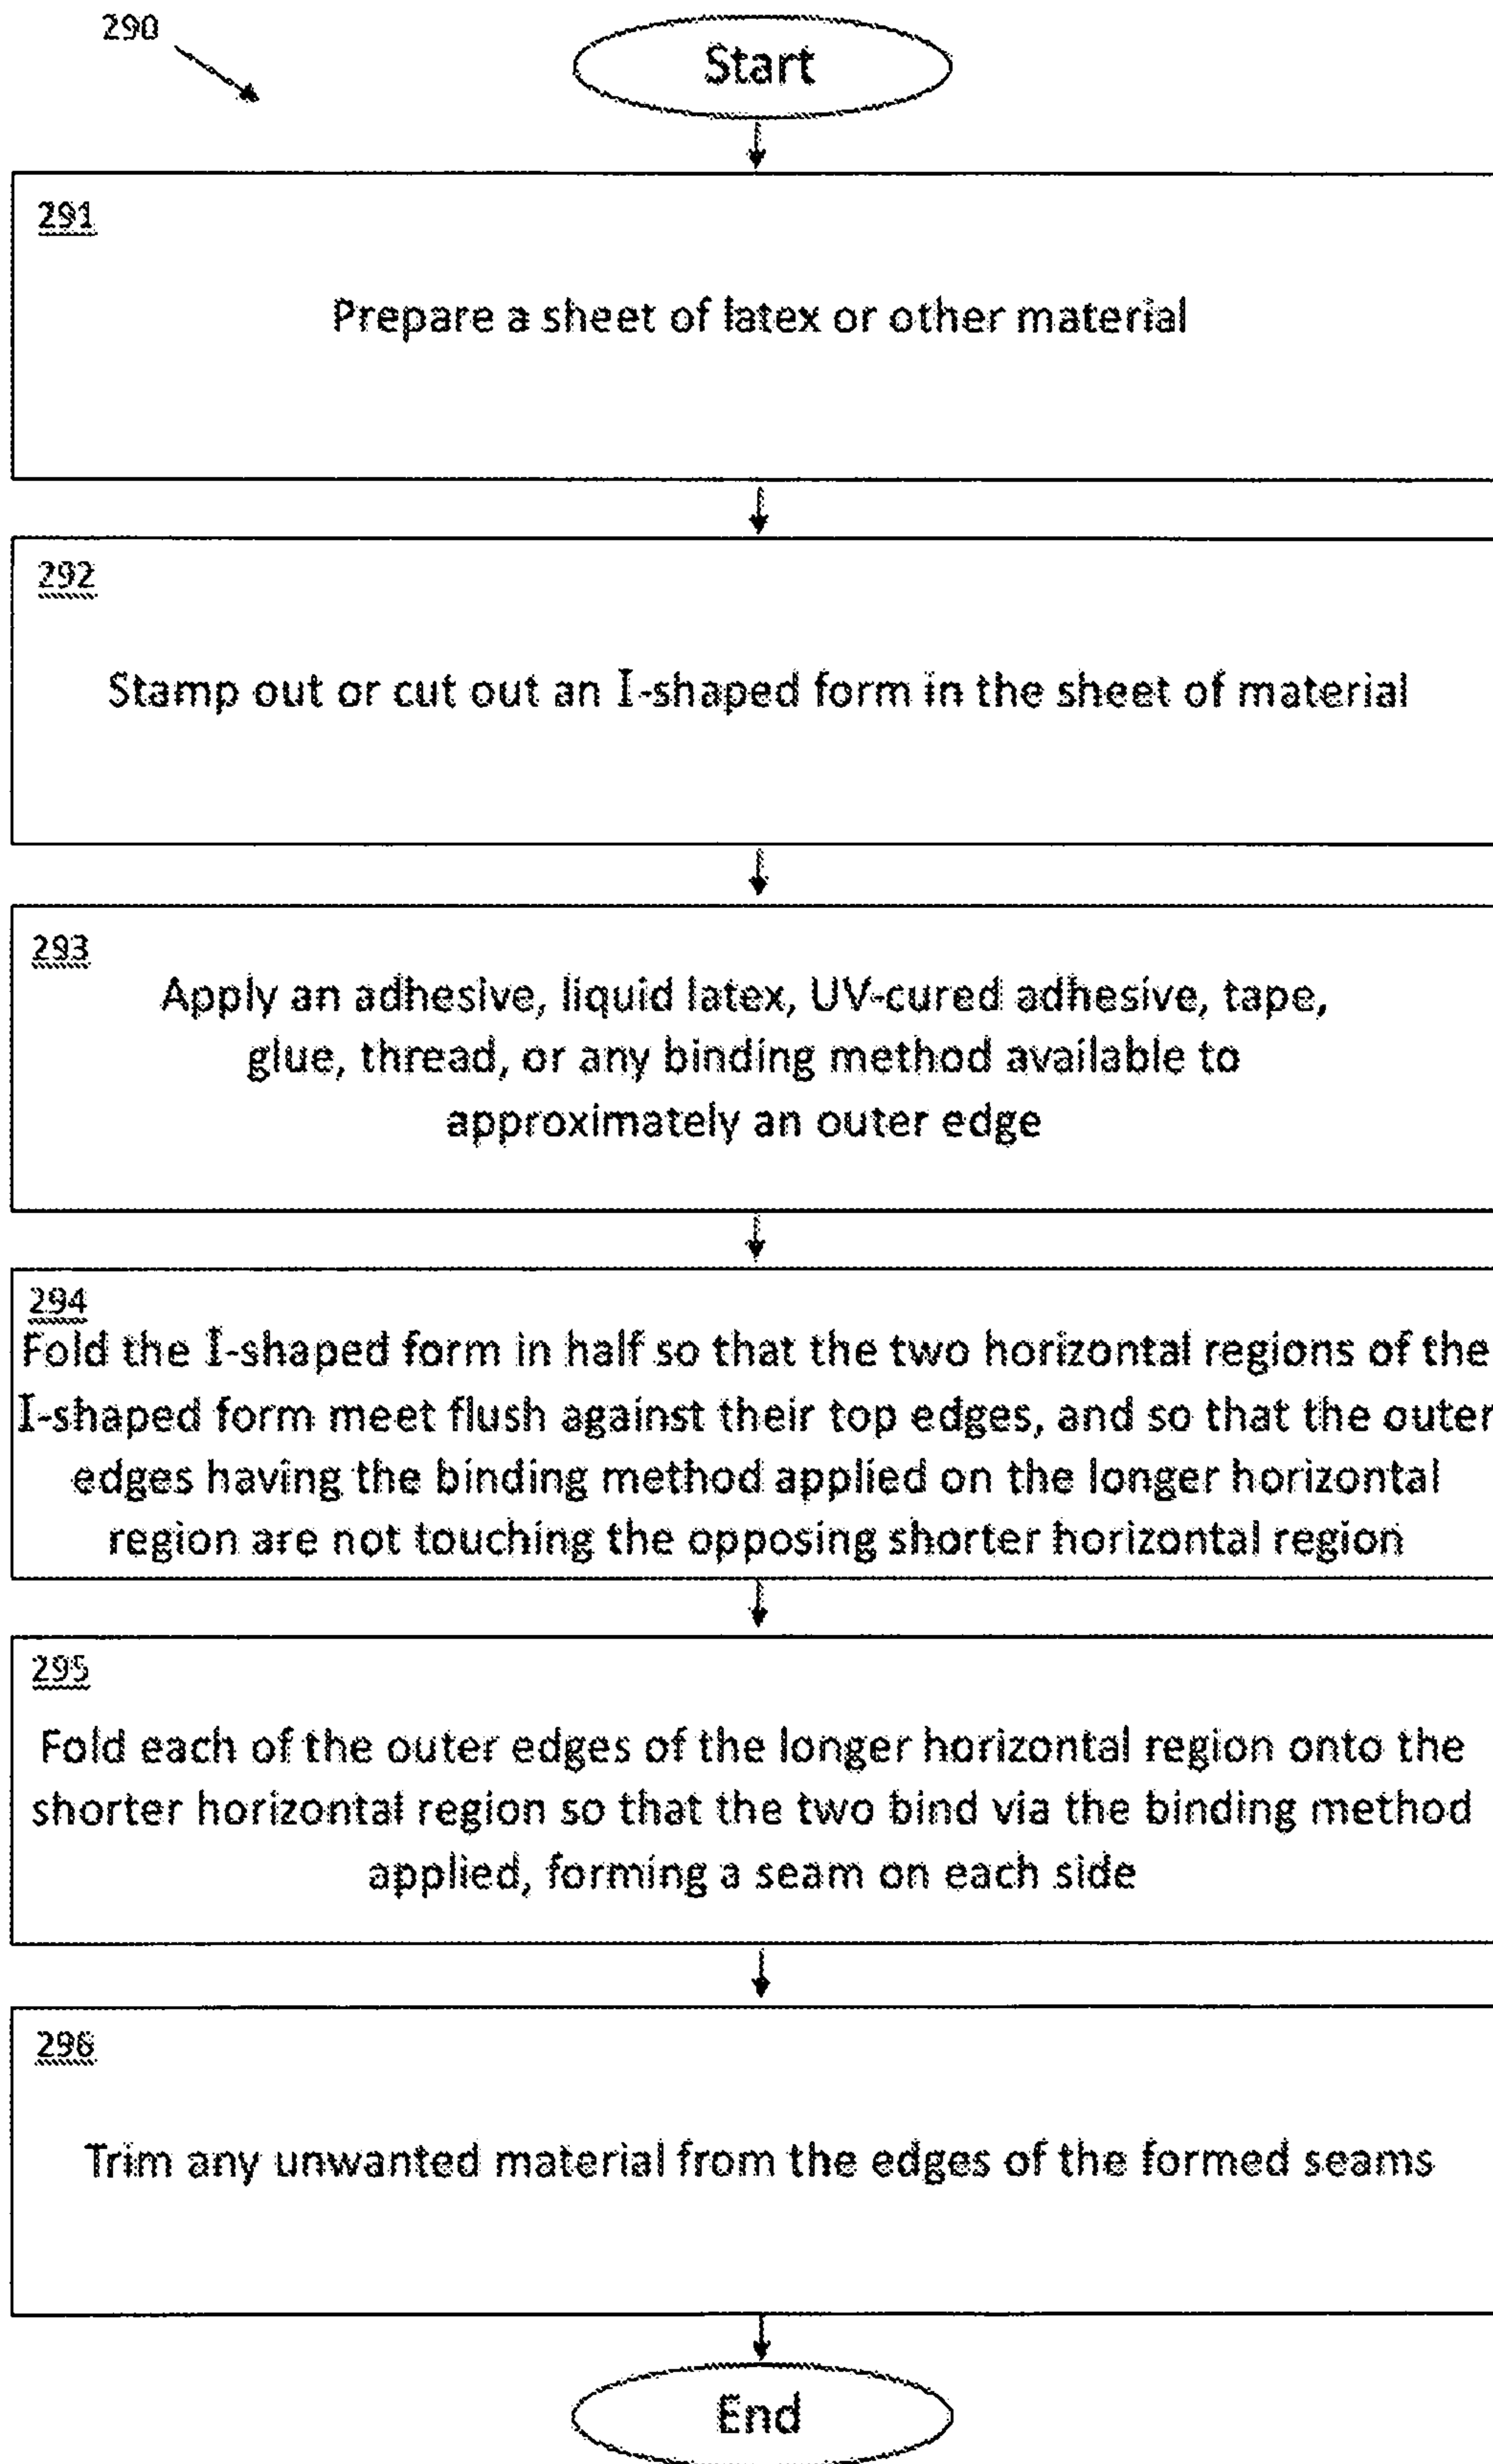 290
Start
291
Prepare a sheet of latex or other material
292
Stamp out or cut out an I-shaped form in the sheet of material
293
Apply an adhesive, liquid latex, UV-cured adhesive, tape,
glue, thread, or any binding method available to
approximately an outer edge
294
Fold the I-shaped form in half so that the two horizontal regions of the
I-shaped form meet flush against their top edges, and so that the outer
edges having the binding method applied on the longer horizontal
region are not touching the opposing shorter horizontal region
295
Fold each of the outer edges of the longer horizontal region onto the
shorter horizontal region so that the two bind via the binding method
applied, forming a seam on each side
296
Trim any unwanted material from the edges of the formed seams
End